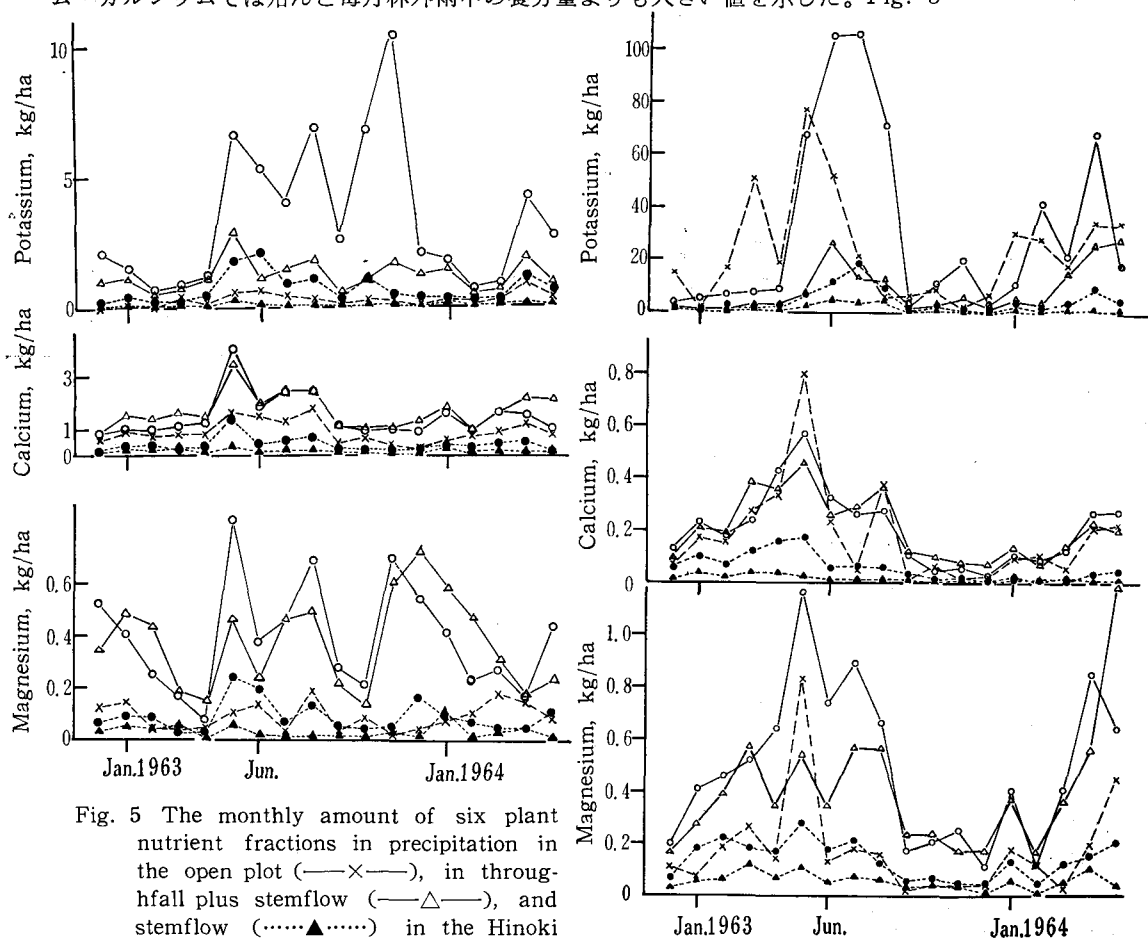 ム・カルシウムでは殆んど毎月林外雨中の養分量よりも大きい値を示した。Fig. 5
10
5
0
Potassium, kg/ha
3
1
0
Calcium, kg/ha
0.6
0.4
0.2
0
Magnesium, kg/ha
Jan.1963 Jun. Jan.1964
100
80
60
40
20
0
Potassium, kg/ha
0.8
0.6
0.4
0.2
0
Calcium, kg/ha
1.0
0.8
0.6
0.4
0.2
0
Magnesium, kg/ha
Jan.1963 Jun. Jan.1964
Fig. 5 The monthly amount of six plant
nutrient fractions in precipitation in
the open plot (——×——), in throug-
hfall plus stemflow (——△——), and
stemflow (······▲······) in the Hinoki